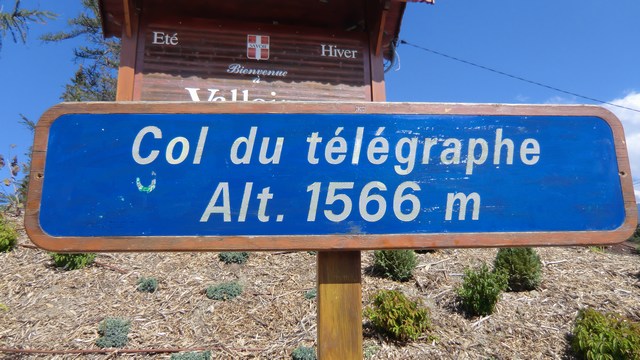 Eté
Hiver
Bienvenue
à
Col du télégraphe
Alt. 1566 m